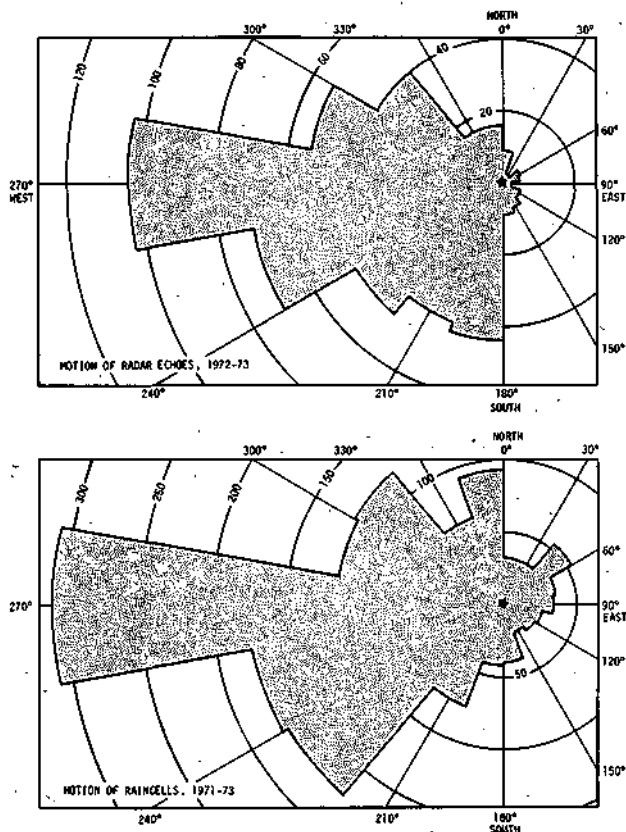 NORTH
300° 330° 0° 30°
120 100 80 60 40 20
60°
270° 90°
WEST EAST
120°
150°
MOTION OF RADAR ECHOES, 1972-73
240° 210° 180°
SOUTH
NORTH
300° 330° 0° 30°
300 250 200 150 100
60°
270° 90°
EAST
120°
50
150°
MOTION OF RAINCELLS, 1971-73
240° 210° 180°
SOUTH